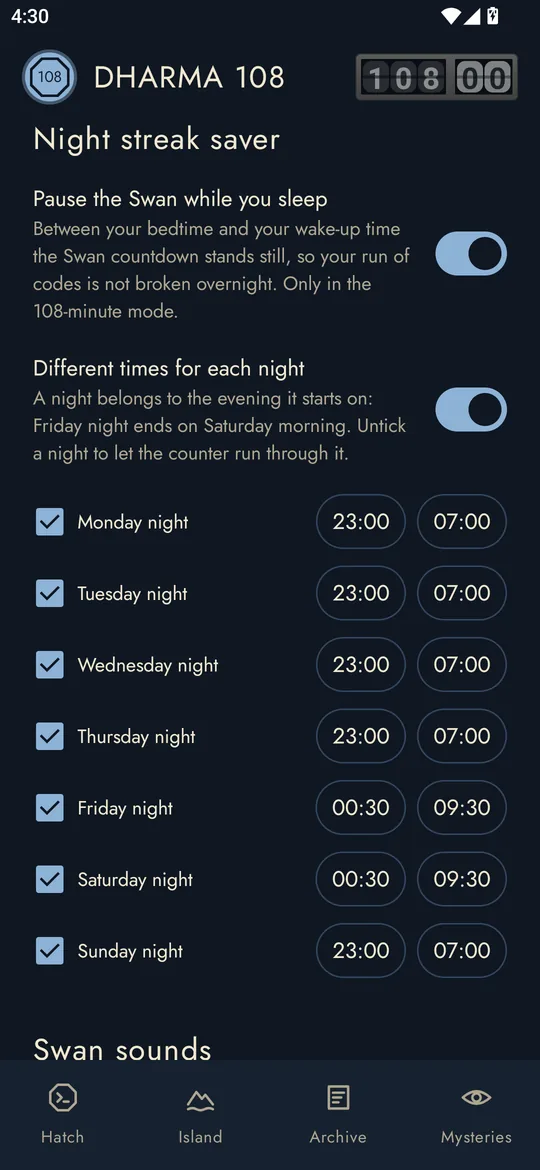 4:30
108
DHARMA 108
108 00
Night streak saver
Pause the Swan while you sleep
Between your bedtime and your wake-up time
the Swan countdown stands still, so your run of
codes is not broken overnight. Only in the
108-minute mode.
Different times for each night
A night belongs to the evening it starts on:
Friday night ends on Saturday morning. Untick
a night to let the counter run through it.
Monday night 23:00 07:00
Tuesday night 23:00 07:00
Wednesday night 23:00 07:00
Thursday night 23:00 07:00
Friday night 00:30 09:30
Saturday night 00:30 09:30
Sunday night 23:00 07:00
Swan sounds
Hatch Island Archive Mysteries